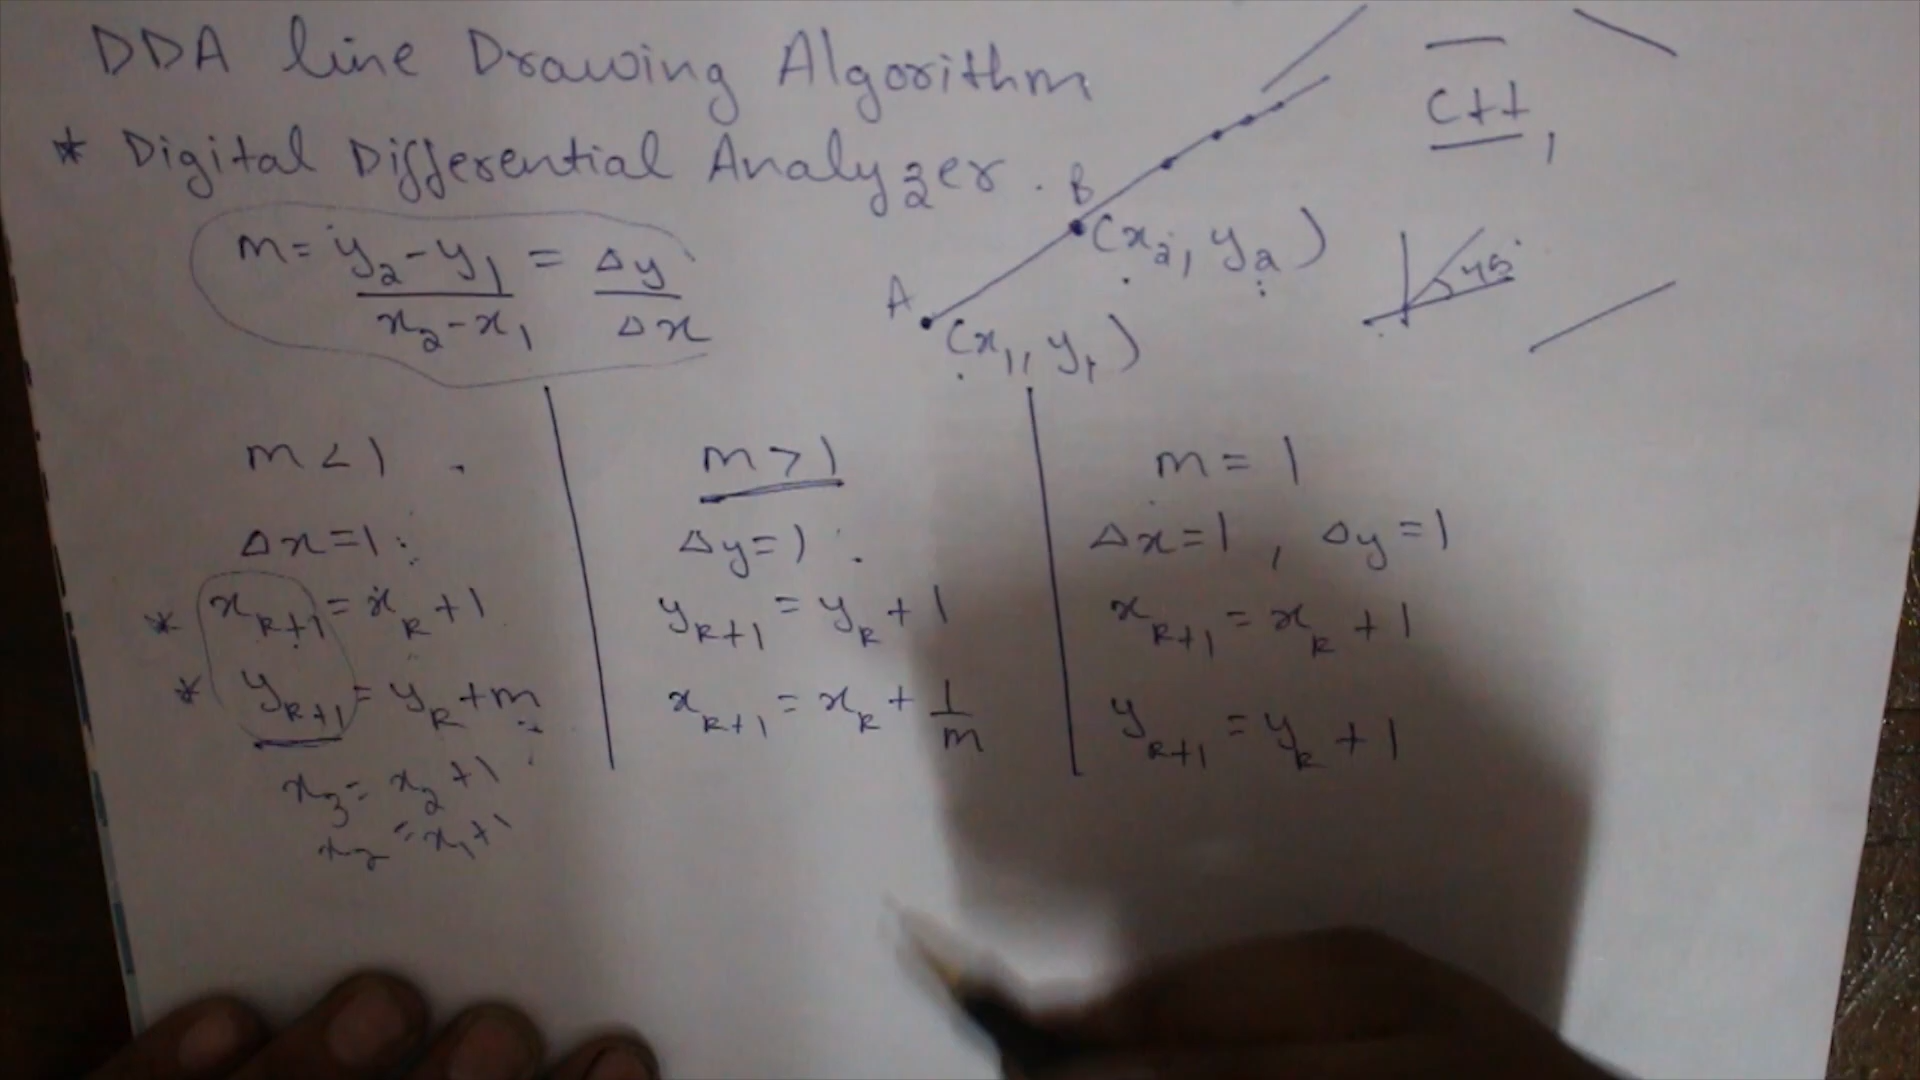 DDA line Drawing Algorithm
* Digital Differential Analyzer.
C++,
m = y2 - y1 / x2 - x1 = Δy / Δx
B
(x2, y2)
A
(x1, y1)
45°
m < 1
Δx = 1
* xk+1 = xk + 1
* yk+1 = yk + m
x3 = x2 + 1
x2 = x1 + 1
m > 1
Δy = 1
yk+1 = yk + 1
xk+1 = xk + 1/m
m = 1
Δx = 1, Δy = 1
xk+1 = xk + 1
yk+1 = yk + 1